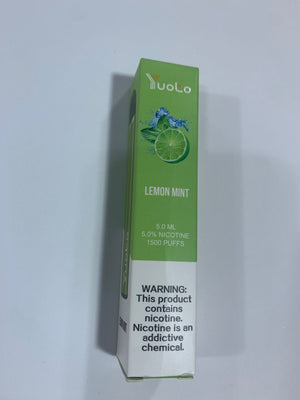 YuoLo
LEMON MINT
5.0 ML
5.0% NICOTINE
1500 PUFFS
WARNING:
This product
contains
nicotine.
Nicotine is an
addictive
chemical.